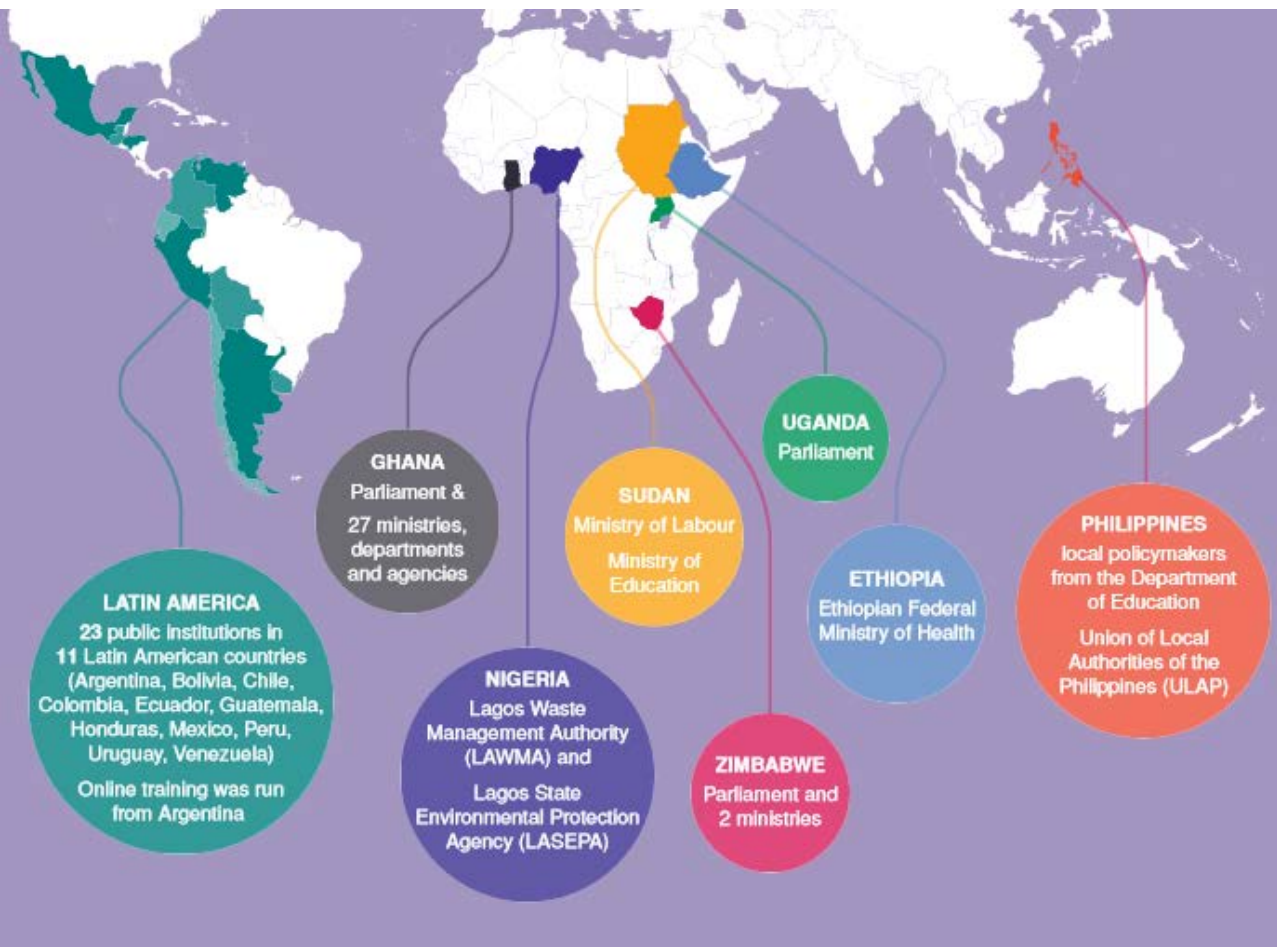 LATIN AMERICA
23 public institutions in
11 Latin American countries
(Argentina, Bolivia, Chile,
Colombia, Ecuador, Guatemala,
Honduras, Mexico, Peru,
Uruguay, Venezuela)
Online training was run
from Argentina
GHANA
Parliament &
27 ministries,
departments
and agencies
NIGERIA
Lagos Waste
Management Authority
(LAWMA) and
Lagos State
Environmental Protection
Agency (LASEPA)
SUDAN
Ministry of Labour
Ministry of
Education
ZIMBABWE
Parliament and
2 ministries
UGANDA
Parliament
ETHIOPIA
Ethiopian Federal
Ministry of Health
PHILIPPINES
local policymakers
from the Department
of Education
Union of Local
Authorities of the
Philippines (ULAP)